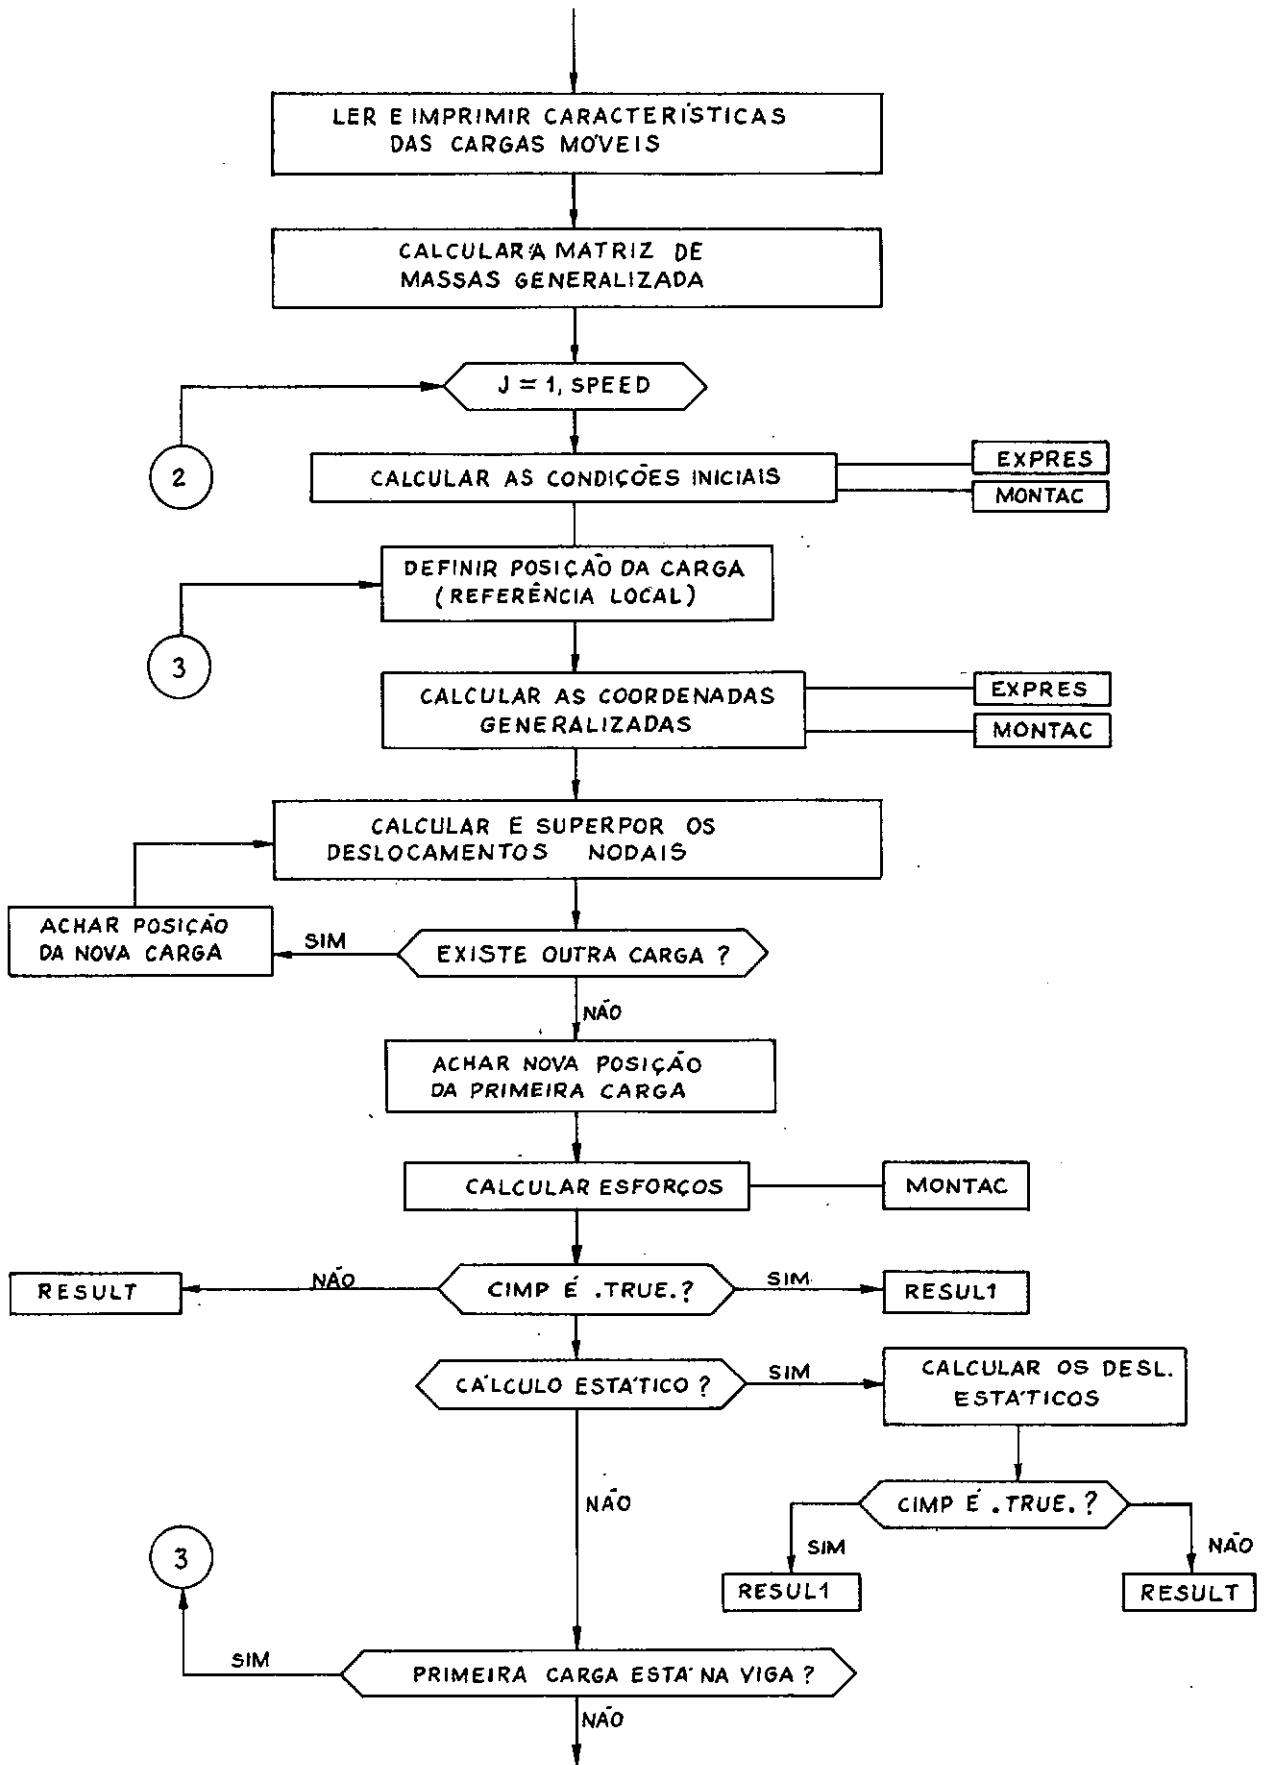 LER E IMPRIMIR CARACTERÍSTICAS
DAS CARGAS MÓVEIS
CALCULAR A MATRIZ DE
MASSAS GENERALIZADA
J = 1, SPEED
2
CALCULAR AS CONDIÇÕES INICIAIS
EXPRES
MONTAC
DEFINIR POSIÇÃO DA CARGA
(REFERÊNCIA LOCAL)
3
CALCULAR AS COORDENADAS
GENERALIZADAS
EXPRES
MONTAC
CALCULAR E SUPERPOR OS
DESLOCAMENTOS NODAIS
ACHAR POSIÇÃO
DA NOVA CARGA
SIM
EXISTE OUTRA CARGA ?
NÃO
ACHAR NOVA POSIÇÃO
DA PRIMEIRA CARGA
CALCULAR ESFORÇOS
MONTAC
RESULT
NÃO
CIMP É .TRUE.?
SIM
RESUL1
CÁLCULO ESTÁTICO ?
SIM
CALCULAR OS DESL.
ESTÁTICOS
NÃO
CIMP É .TRUE. ?
SIM
NÃO
RESUL1
RESULT
3
SIM
PRIMEIRA CARGA ESTÁ NA VIGA ?
NÃO